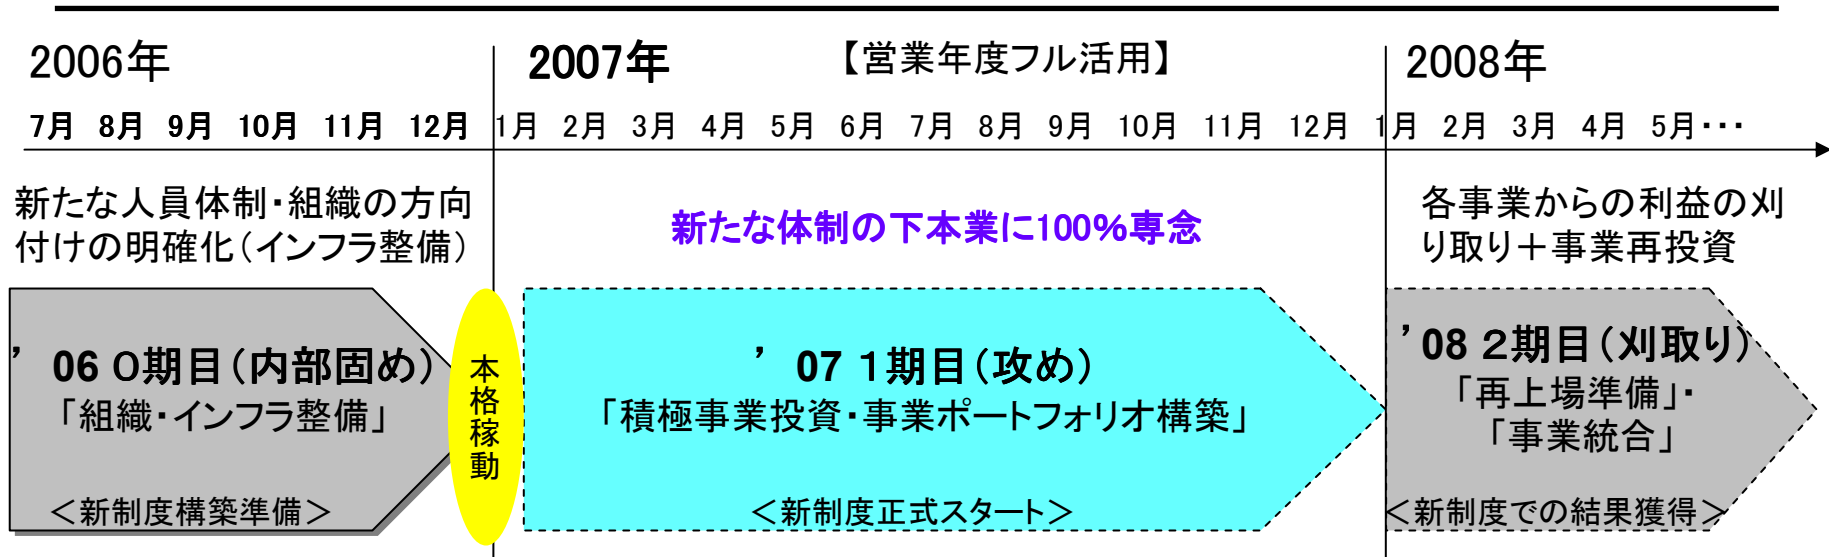 2006年
2007年
【営業年度フル活用】
2008年
7月 8月 9月 10月 11月 12月 1月 2月 3月 4月 5月 6月 7月 8月 9月 10月 11月 12月 1月 2月 3月 4月 5月・・・
新たな人員体制・組織の方向
付けの明確化(インフラ整備)
新たな体制の下本業に100%専念
各事業からの利益の刈
り取り+事業再投資
’06 0期目(内部固め)
「組織・インフラ整備」
<新制度構築準備>
本
格
稼
動
’07 1期目(攻め)
「積極事業投資・事業ポートフォリオ構築」
<新制度正式スタート>
’08 2期目(刈取り)
「再上場準備」・
「事業統合」
<新制度での結果獲得>